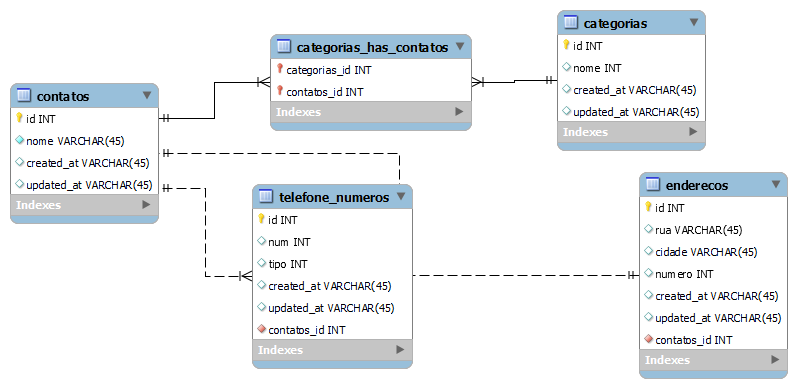 contatos
id INT
nome VARCHAR(45)
created_at VARCHAR(45)
updated_at VARCHAR(45)
Indexes
categorias_has_contatos
categorias_id INT
contatos_id INT
Indexes
categorias
id INT
nome INT
created_at VARCHAR(45)
updated_at VARCHAR(45)
Indexes
telefone_numeros
id INT
num INT
tipo INT
created_at VARCHAR(45)
updated_at VARCHAR(45)
contatos_id INT
Indexes
enderecos
id INT
rua VARCHAR(45)
cidade VARCHAR(45)
numero INT
created_at VARCHAR(45)
updated_at VARCHAR(45)
contatos_id INT
Indexes